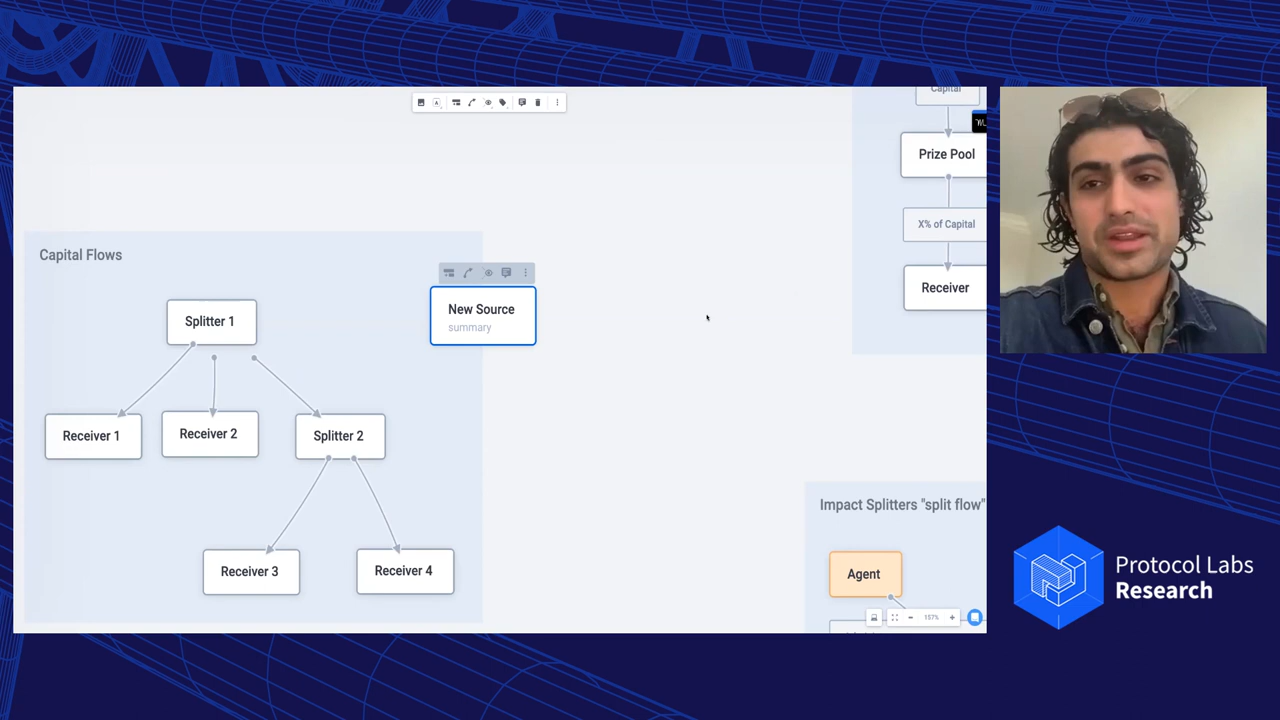 Capital
Prize Pool
X% of Capital
Receiver
Capital Flows
Splitter 1
New Source
summary
Receiver 1
Receiver 2
Splitter 2
Receiver 3
Receiver 4
Impact Splitters "split flow"
Agent
157%
Protocol Labs
Research